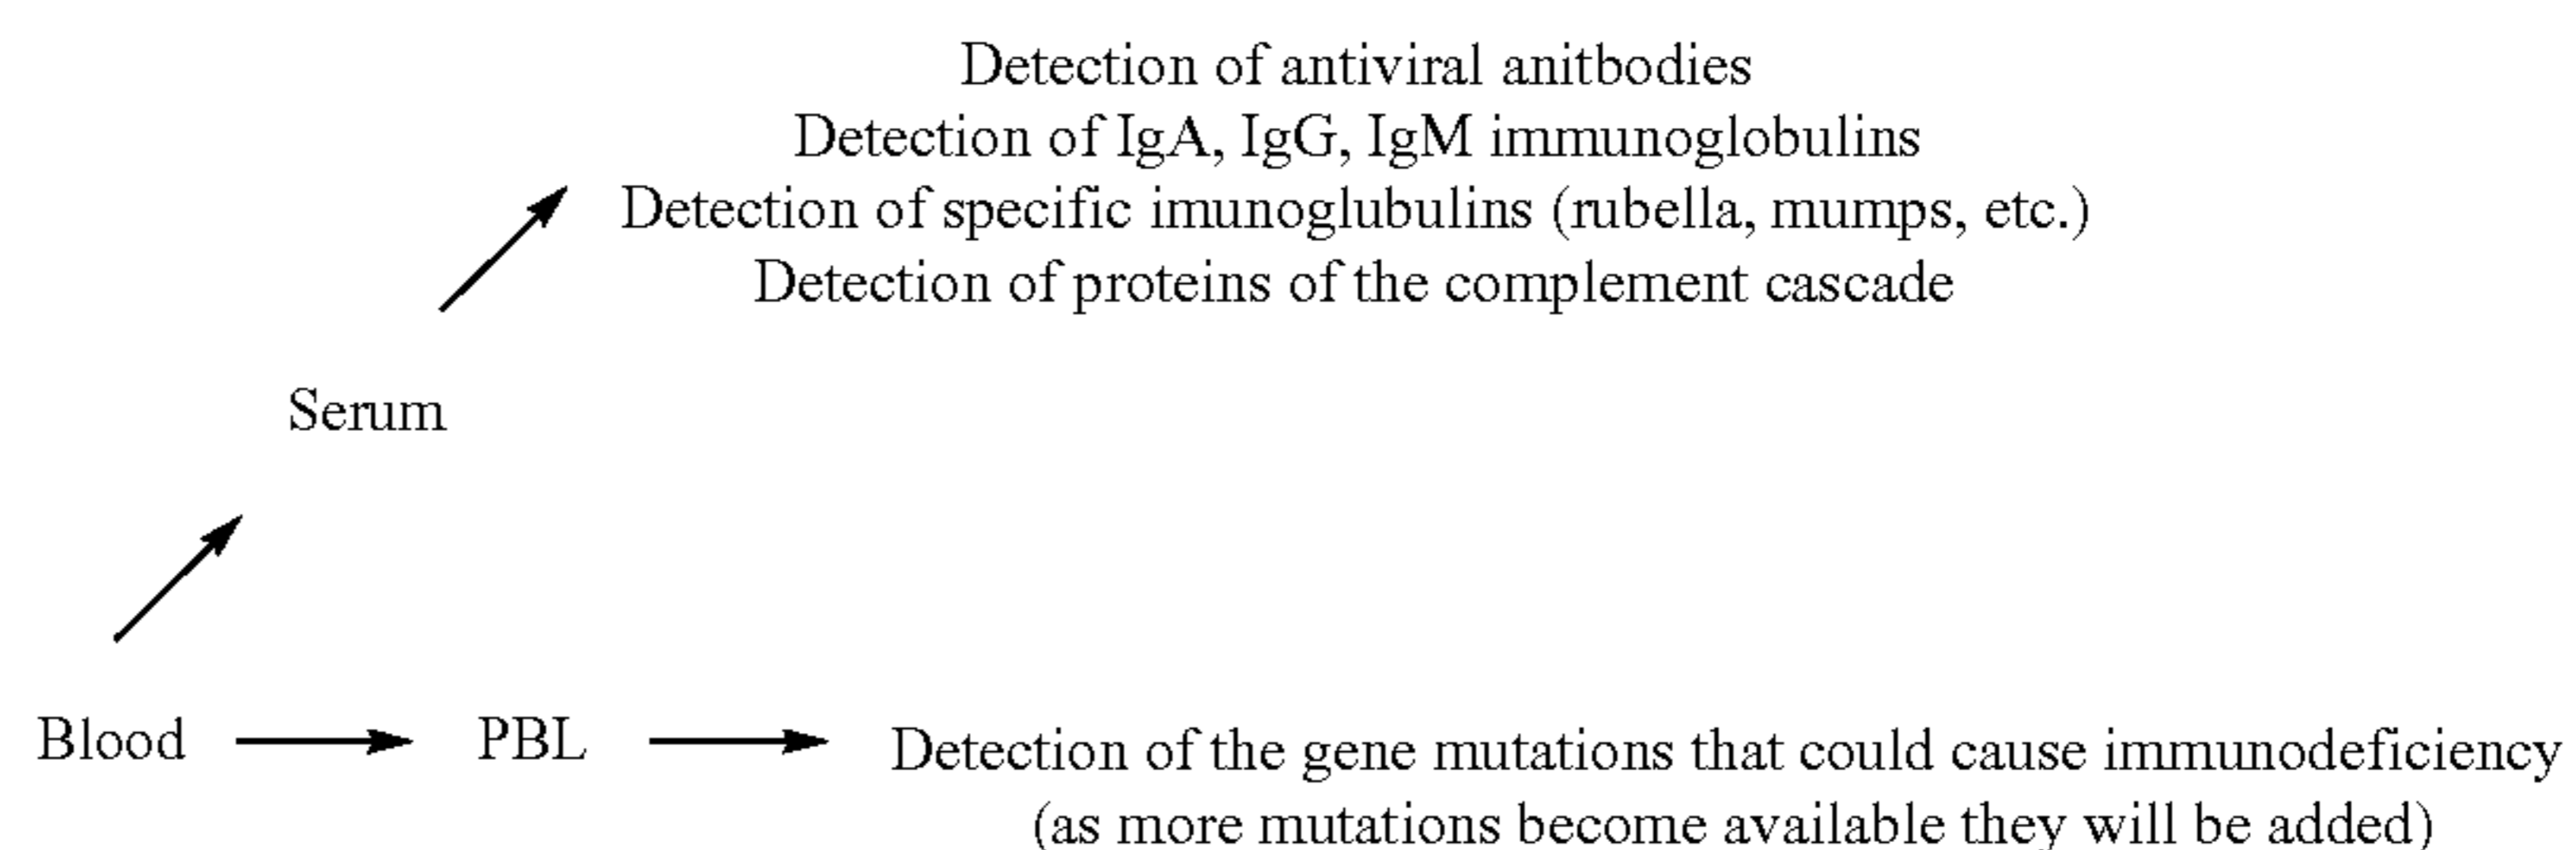 Detection of antiviral anitbodies
Detection of IgA, IgG, IgM immunoglobulins
Detection of specific imunoglubulins (rubella, mumps, etc.)
Detection of proteins of the complement cascade
Serum
Blood
PBL
Detection of the gene mutations that could cause immunodeficiency
(as more mutations become available they will be added)